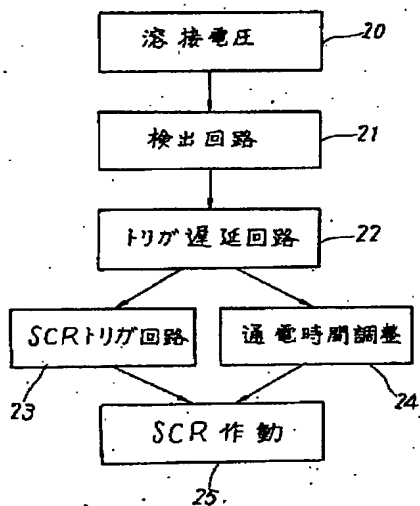 溶接電圧
20
検出回路
21
トリガ遅延回路
22
SCRトリガ回路
通電時間調整
23
24
SCR作動
25